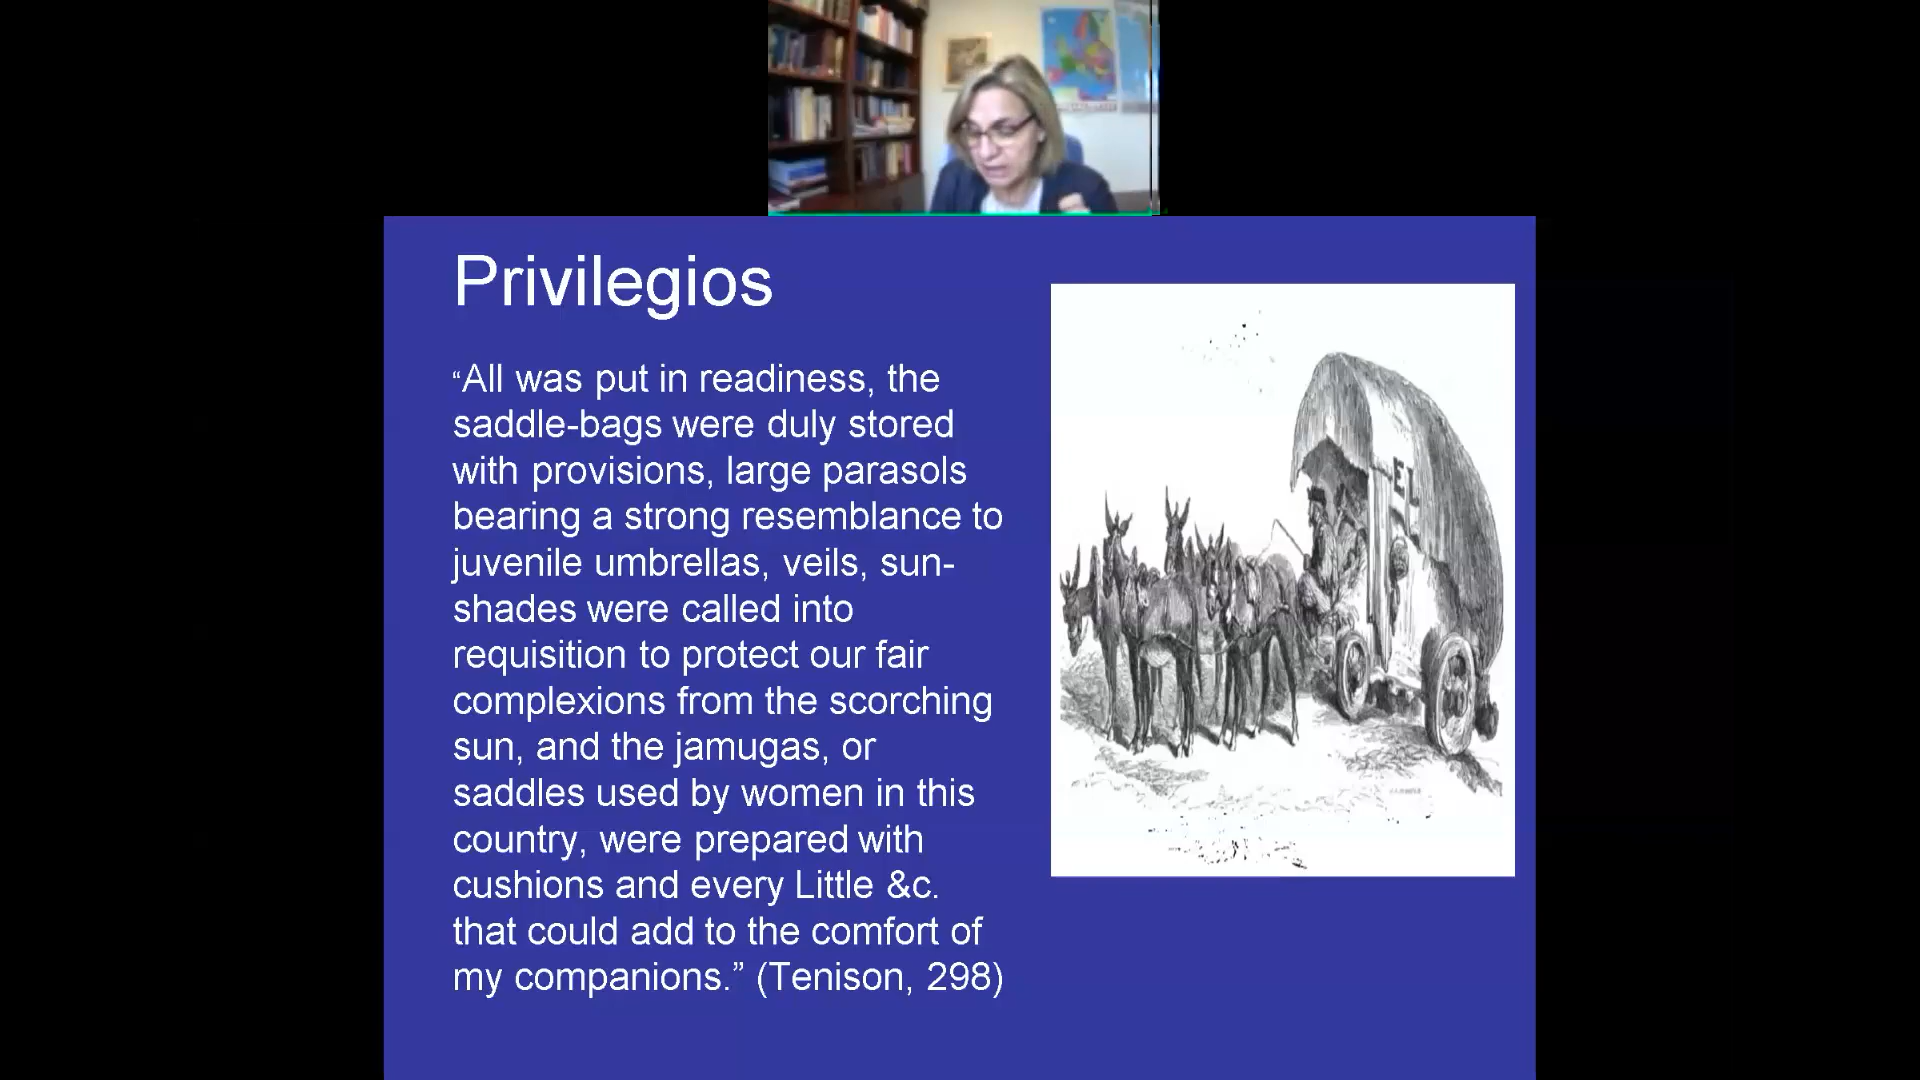 Privilegios
“All was put in readiness, the
saddle-bags were duly stored
with provisions, large parasols
bearing a strong resemblance to
juvenile umbrellas, veils, sun-
shades were called into
requisition to protect our fair
complexions from the scorching
sun, and the jamugas, or
saddles used by women in this
country, were prepared with
cushions and every Little &c.
that could add to the comfort of
my companions.” (Tenison, 298)
EL